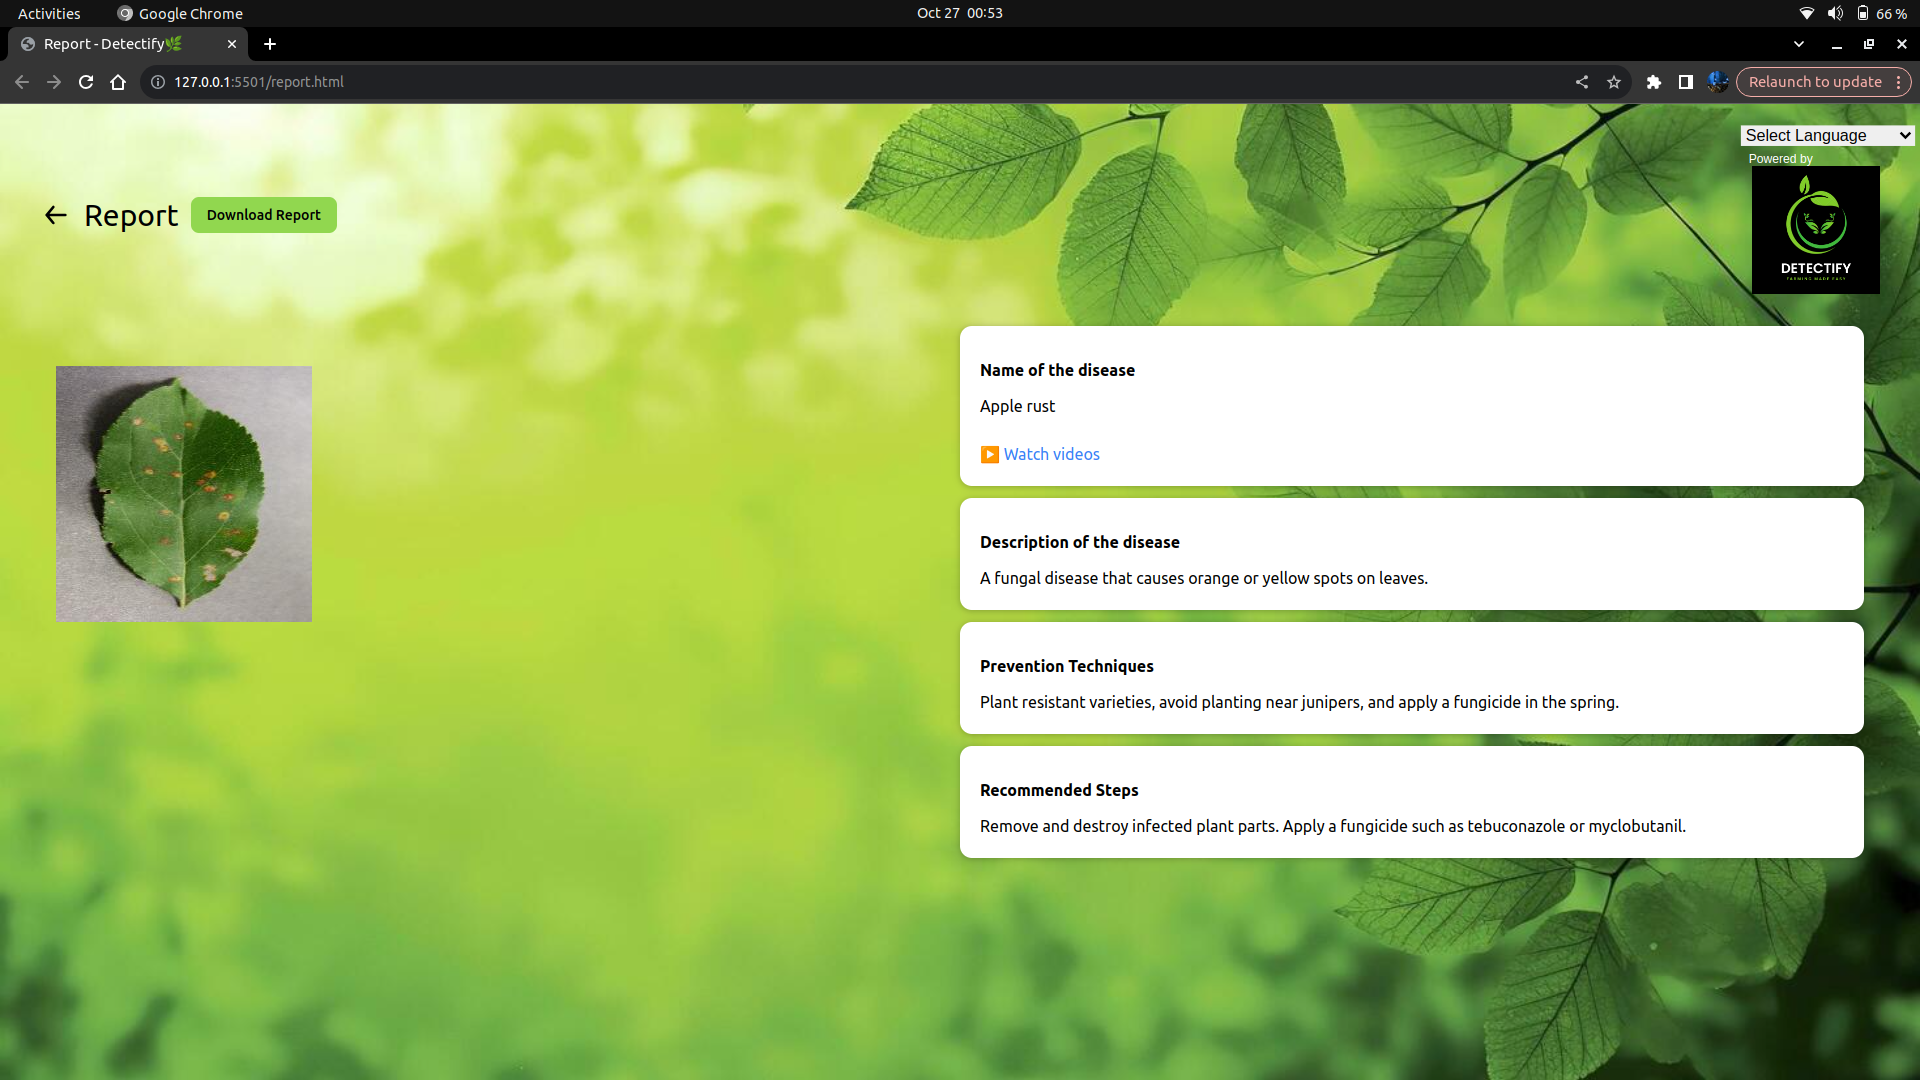 Activities
Google Chrome
Oct 27 00:53
66 %
Report - Detectify🌿
127.0.0.1:5501/report.html
Relaunch to update
Select Language
Powered by
DETECTIFY
FARMING MADE EASY
Report
Download Report
Name of the disease
Apple rust
▶️ Watch videos
Description of the disease
A fungal disease that causes orange or yellow spots on leaves.
Prevention Techniques
Plant resistant varieties, avoid planting near junipers, and apply a fungicide in the spring.
Recommended Steps
Remove and destroy infected plant parts. Apply a fungicide such as tebuconazole or myclobutanil.